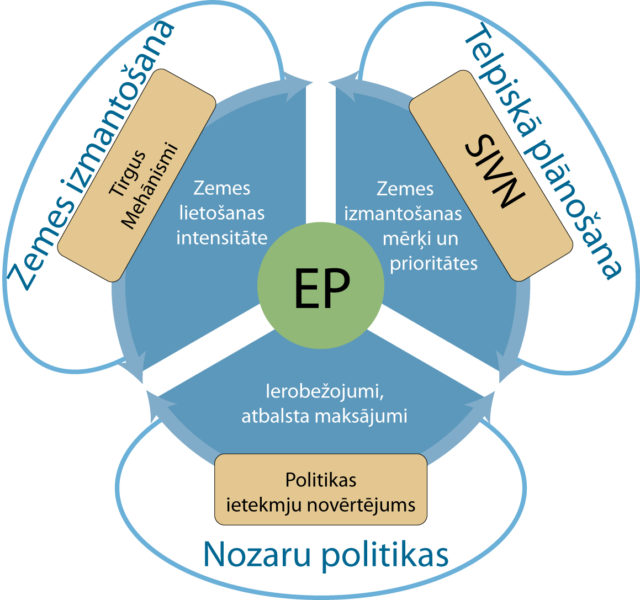 Zemes izmantošana
Tirgus
Mehānismi
Zemes
lietošanas
intensitāte
Telpiskā plānošana
SIVN
Zemes
izmantošanas
mērķi un
prioritātes
EP
Ierobežojumi,
atbalsta maksājumi
Politikas
ietekmju novērtējums
Nozaru politikas